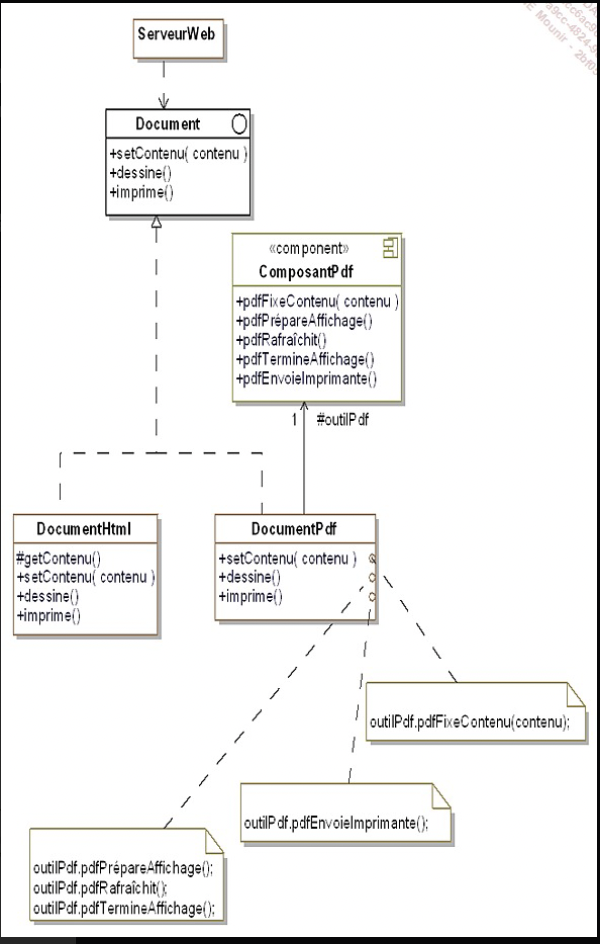 ServeurWeb
Document
+setContenu( contenu )
+dessine()
+imprime()
«component»
ComposantPdf
+pdfFixeContenu( contenu )
+pdfPrépareAffichage()
+pdfRafraîchit()
+pdfTermineAffichage()
+pdfEnvoieImprimante()
1 #outilPdf
DocumentHtml
#getContenu()
+setContenu( contenu )
+dessine()
+imprime()
DocumentPdf
+setContenu( contenu )
+dessine()
+imprime()
outilPdf.pdfFixeContenu(contenu);
outilPdf.pdfEnvoieImprimante();
outilPdf.pdfPrépareAffichage();
outilPdf.pdfRafraîchit();
outilPdf.pdfTermineAffichage();
Mounir